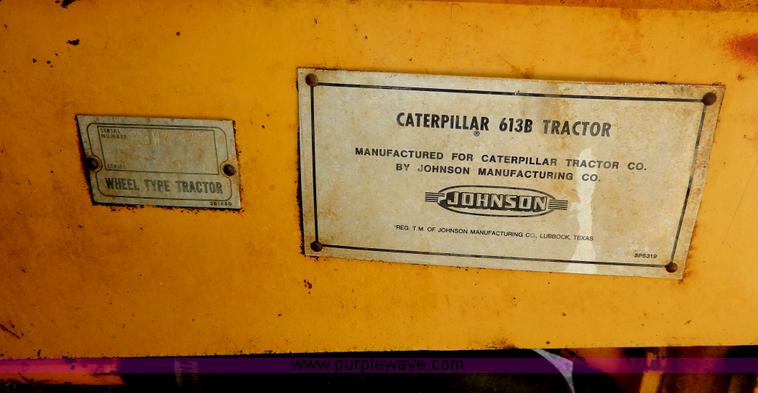 SERIAL
NUMBER
WHEEL TYPE TRACTOR
CATERPILLAR 613B TRACTOR
®
MANUFACTURED FOR CATERPILLAR TRACTOR CO.
BY JOHNSON MANUFACTURING CO.
JOHNSON
REG. T.M. OF JOHNSON MANUFACTURING CO., LUBBOCK, TEXAS
www.purplewave.com